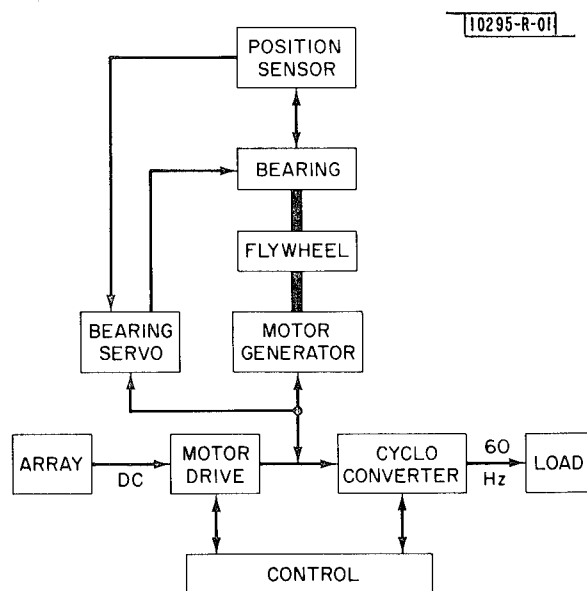 10295-R-01
POSITION
SENSOR
BEARING
FLYWHEEL
BEARING
SERVO
MOTOR
GENERATOR
ARRAY
DC
MOTOR
DRIVE
CYCLO
CONVERTER
60
Hz
LOAD
CONTROL